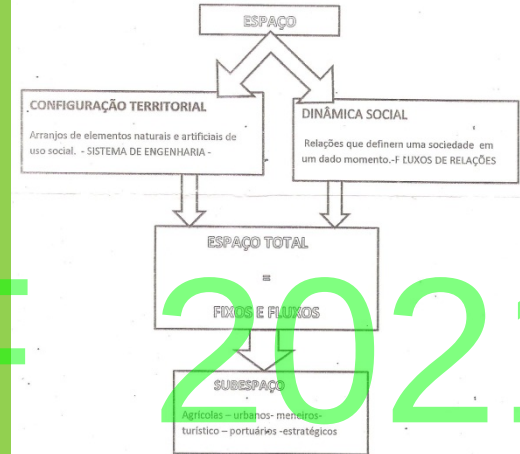 ESPAÇO
CONFIGURAÇÃO TERRITORIAL
Arranjos de elementos naturais e artificiais de
uso social. - SISTEMA DE ENGENHARIA -
DINÂMICA SOCIAL
Relações que definem uma sociedade em
um dado momento.-F LUXOS DE RELAÇÕES
ESPAÇO TOTAL
=
FIXOS E FLUXOS
SUBESPAÇO
Agrícolas – urbanos- meneiros-
turístico – portuários -estratégicos
202